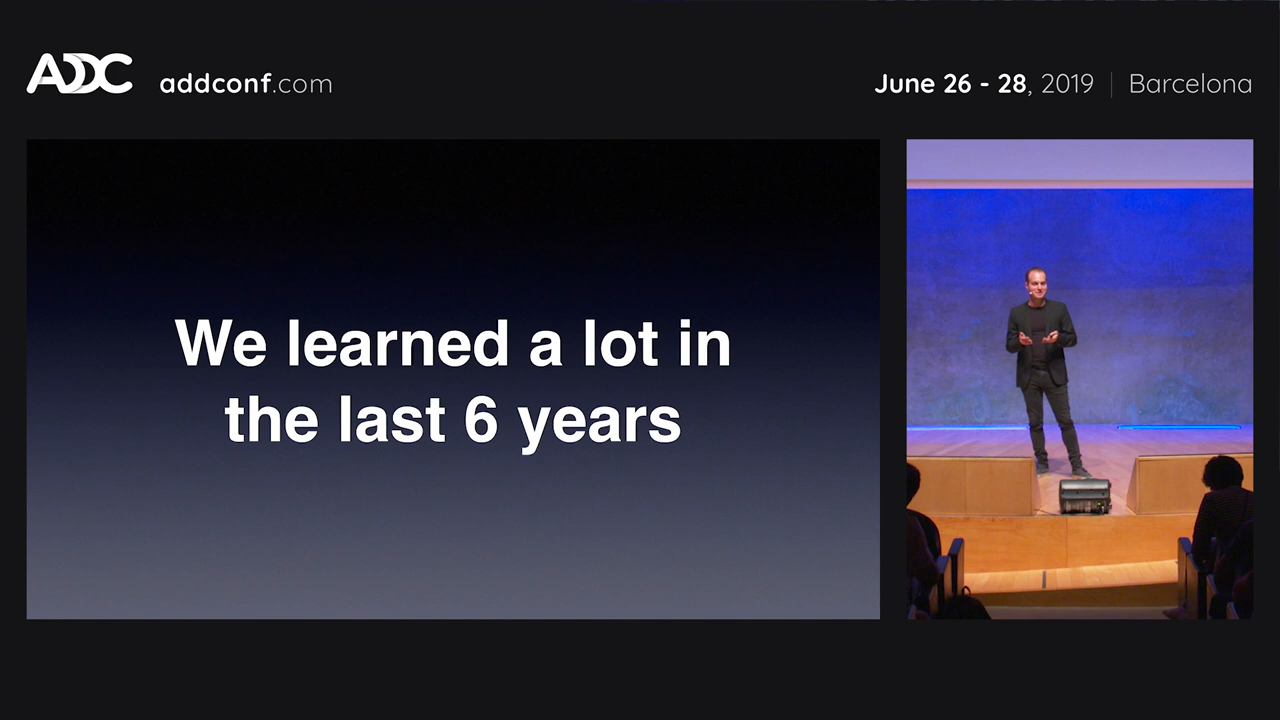 ADDC addconf.com
June 26 - 28, 2019 | Barcelona
We learned a lot in
the last 6 years